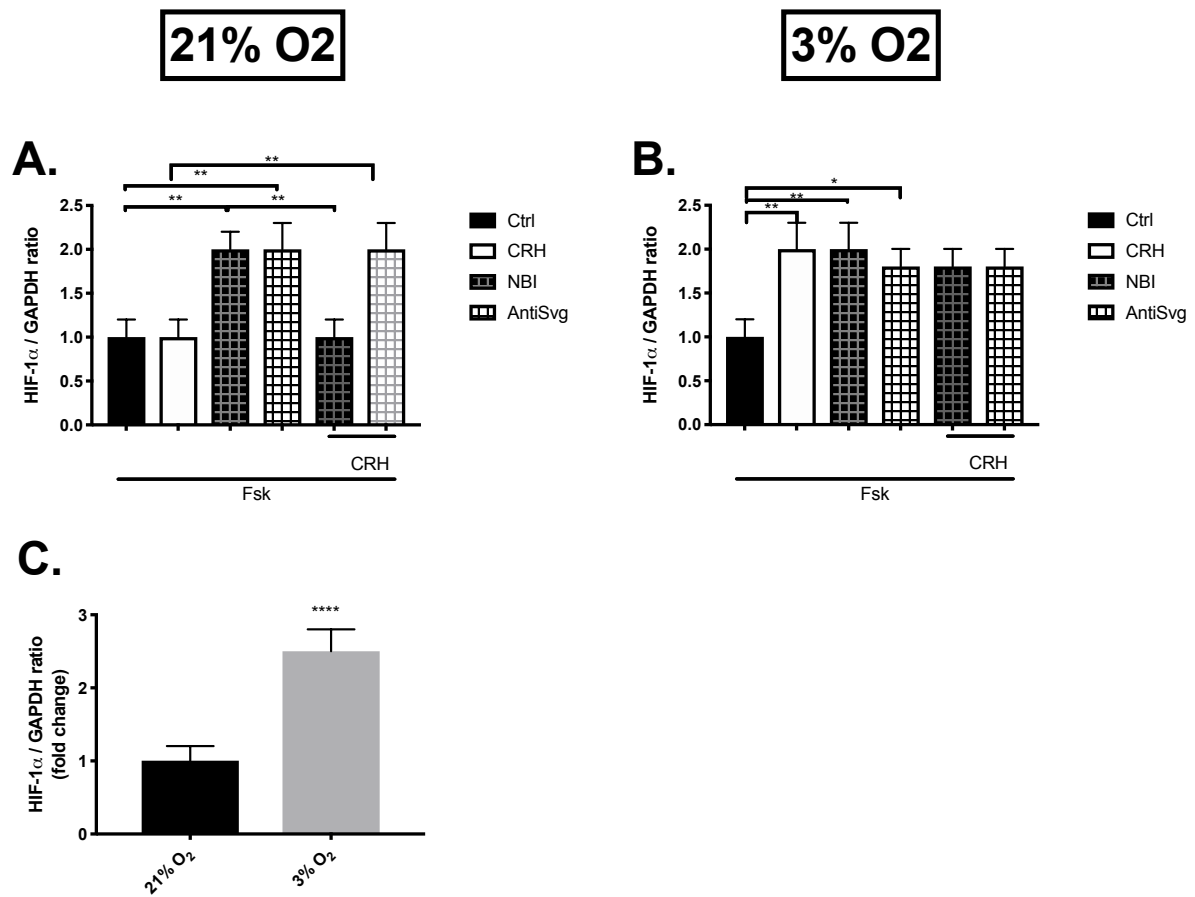 21% O2
3% O2
A.
**
**
**
**
HIF-1α / GAPDH ratio
2.5
2.0
1.5
1.0
0.5
0.0
Ctrl
CRH
NBI
AntiSvg
CRH
Fsk
B.
*
**
**
HIF-1α / GAPDH ratio
2.5
2.0
1.5
1.0
0.5
0.0
Ctrl
CRH
NBI
AntiSvg
CRH
Fsk
C.
HIF-1α / GAPDH ratio
(fold change)
3
2
1
0
****
21% O₂
3% O₂